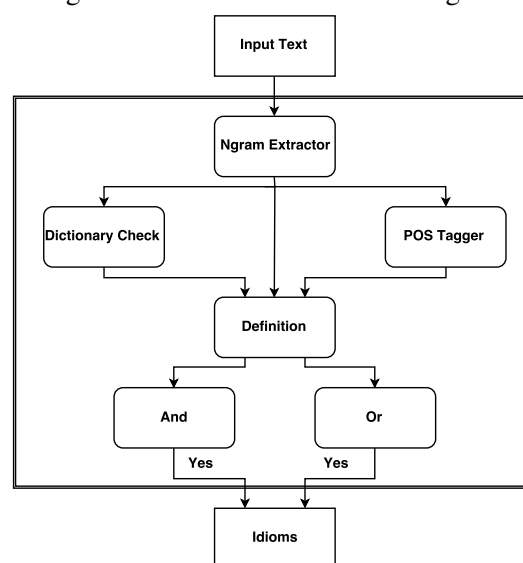 Input Text
Ngram Extractor
Dictionary Check
POS Tagger
Definition
And
Or
Yes
Yes
Idioms